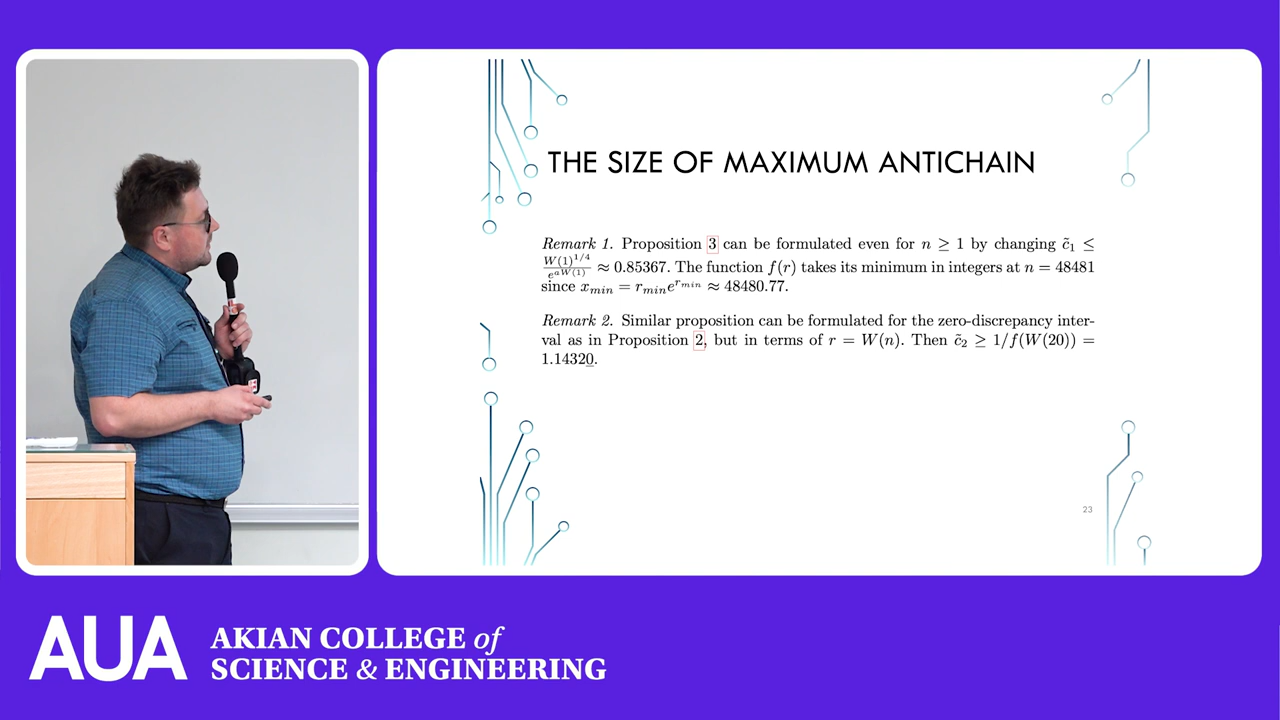 THE SIZE OF MAXIMUM ANTICHAIN
Remark 1. Proposition 3 can be formulated even for n ≥ 1 by changing c̃₁ ≤
W(1)^{1/4}/e^{aW(1)} ≈ 0.85367. The function f(r) takes its minimum in integers at n = 48481
since x_{min} = r_{min}e^{r_{min}} ≈ 48480.77.
Remark 2. Similar proposition can be formulated for the zero-discrepancy inter-
val as in Proposition 2, but in terms of r = W(n). Then c̃₂ ≥ 1/f(W(20)) =
1.14320.
23
AUA
AKIAN COLLEGE of
SCIENCE & ENGINEERING